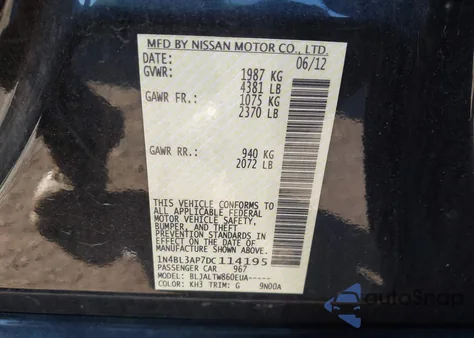 MFD BY NISSAN MOTOR CO., LTD.
DATE: 06/12
GVWR: 1987 KG
4381 LB
GAWR FR.: 1075 KG
2370 LB
GAWR RR.: 940 KG
2072 LB
THIS VEHICLE CONFORMS TO
ALL APPLICABLE FEDERAL
MOTOR VEHICLE SAFETY,
BUMPER, AND THEFT
PREVENTION STANDARDS IN
EFFECT ON THE DATE OF
MANUFACTURE SHOWN ABOVE.
1N4BL3AP7DC114195
PASSENGER CAR 967
MODEL: BLJALTW860EUA-----
COLOR: KH3 TRIM: G 9N00A
autoSnap